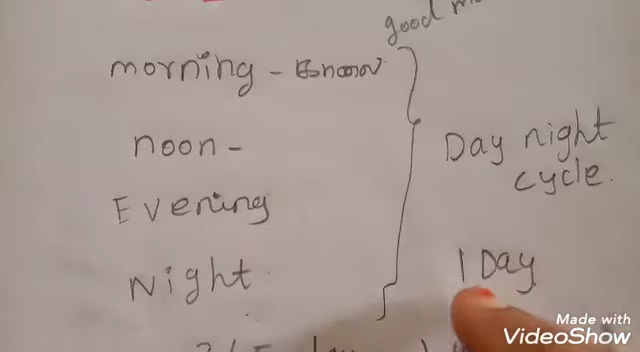 good
morning - காலை
noon -
Evening
Night
Day night
cycle.
1 Day
Made with
VideoShow